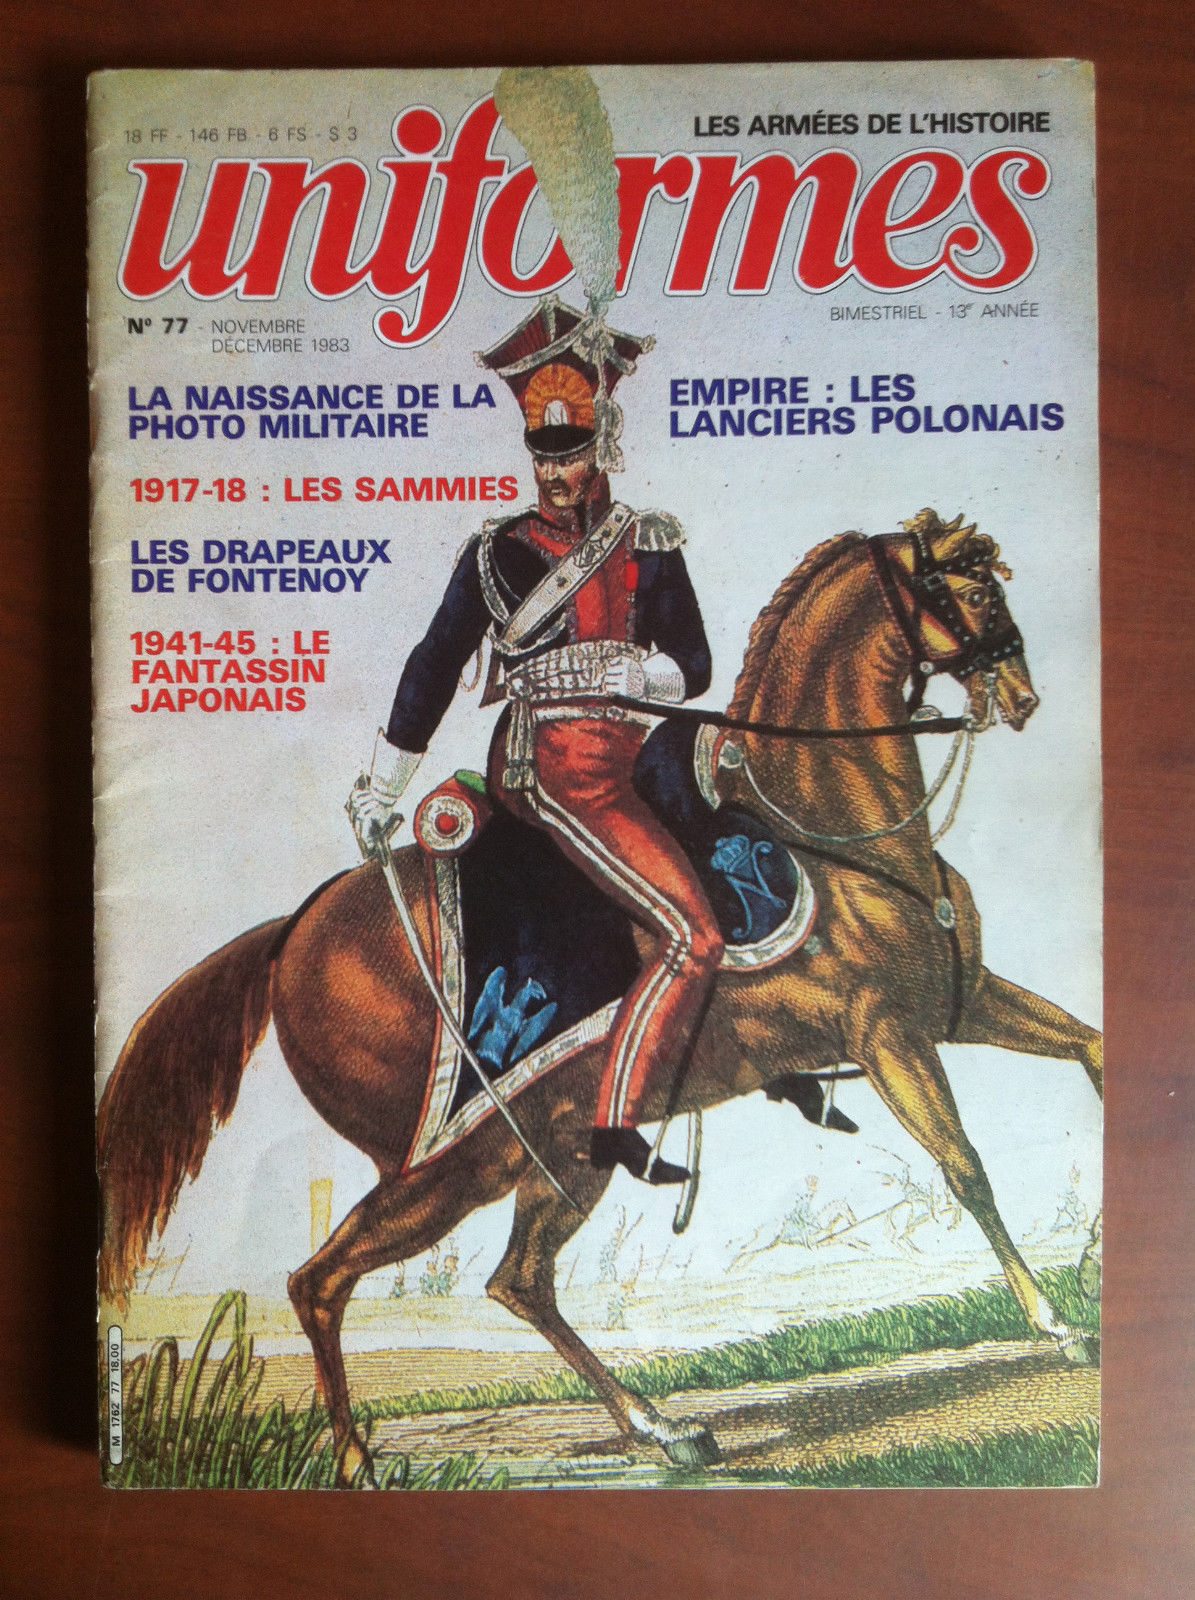 18 FF - 146 FB - 6 FS - $ 3
LES ARMÉES DE L'HISTOIRE
uniformes
Nº 77 - NOVEMBRE
DÉCEMBRE 1983
BIMESTRIEL - 13e ANNÉE
LA NAISSANCE DE LA
PHOTO MILITAIRE
EMPIRE : LES
LANCIERS POLONAIS
1917-18 : LES SAMMIES
LES DRAPEAUX
DE FONTENOY
1941-45 : LE
FANTASSIN
JAPONAIS
N
M 1762 77 18,00